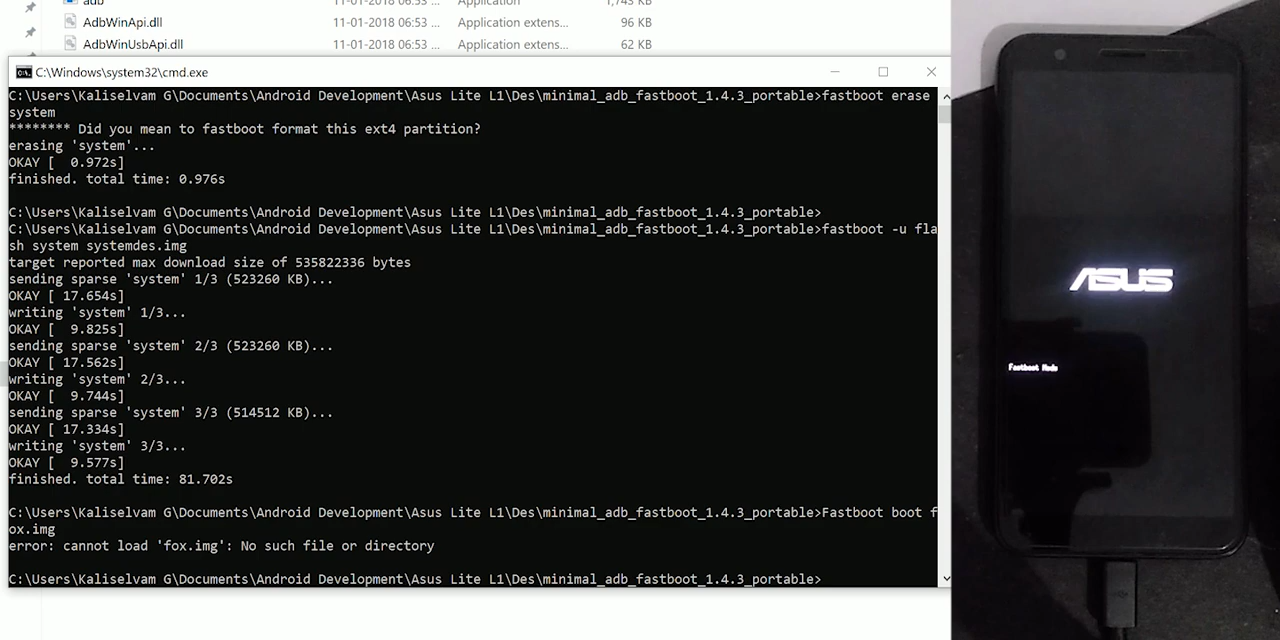 adb 11-01-2018 06:53 ... Application 1,743 KB
AdbWinApi.dll 11-01-2018 06:53 ... Application extens... 96 KB
AdbWinUsbApi.dll 11-01-2018 06:53 ... Application extens... 62 KB
C:\Windows\system32\cmd.exe
C:\Users\Kaliselvam G\Documents\Android Development\Asus Lite L1\Des\minimal_adb_fastboot_1.4.3_portable>fastboot erase
system
******** Did you mean to fastboot format this ext4 partition?
erasing 'system'...
OKAY [  0.972s]
finished. total time: 0.976s
C:\Users\Kaliselvam G\Documents\Android Development\Asus Lite L1\Des\minimal_adb_fastboot_1.4.3_portable>
C:\Users\Kaliselvam G\Documents\Android Development\Asus Lite L1\Des\minimal_adb_fastboot_1.4.3_portable>fastboot -u fla
sh system systemdes.img
target reported max download size of 535822336 bytes
sending sparse 'system' 1/3 (523260 KB)...
OKAY [ 17.654s]
writing 'system' 1/3...
OKAY [  9.825s]
sending sparse 'system' 2/3 (523260 KB)...
OKAY [ 17.562s]
writing 'system' 2/3...
OKAY [  9.744s]
sending sparse 'system' 3/3 (514512 KB)...
OKAY [ 17.334s]
writing 'system' 3/3...
OKAY [  9.577s]
finished. total time: 81.702s
C:\Users\Kaliselvam G\Documents\Android Development\Asus Lite L1\Des\minimal_adb_fastboot_1.4.3_portable>Fastboot boot f
ox.img
error: cannot load 'fox.img': No such file or directory
C:\Users\Kaliselvam G\Documents\Android Development\Asus Lite L1\Des\minimal_adb_fastboot_1.4.3_portable>
ASUS
Fastboot Mode